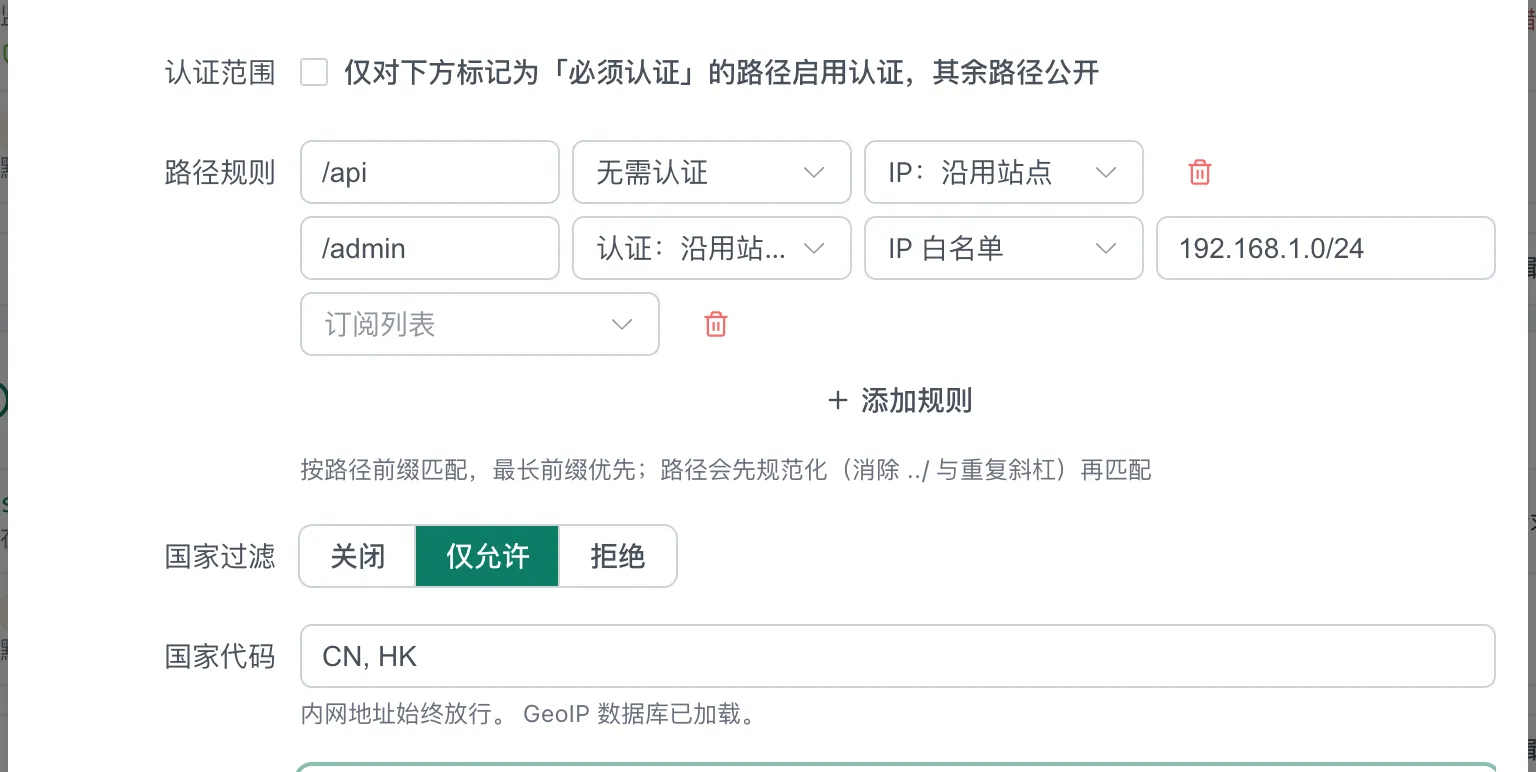 认证范围 仅对下方标记为「必须认证」的路径启用认证，其余路径公开
路径规则 /api 无需认证 IP：沿用站点
/admin 认证：沿用站... IP 白名单 192.168.1.0/24
订阅列表
+ 添加规则
按路径前缀匹配，最长前缀优先；路径会先规范化（消除 ../ 与重复斜杠）再匹配
国家过滤 关闭 仅允许 拒绝
国家代码 CN, HK
内网地址始终放行。 GeoIP 数据库已加载。